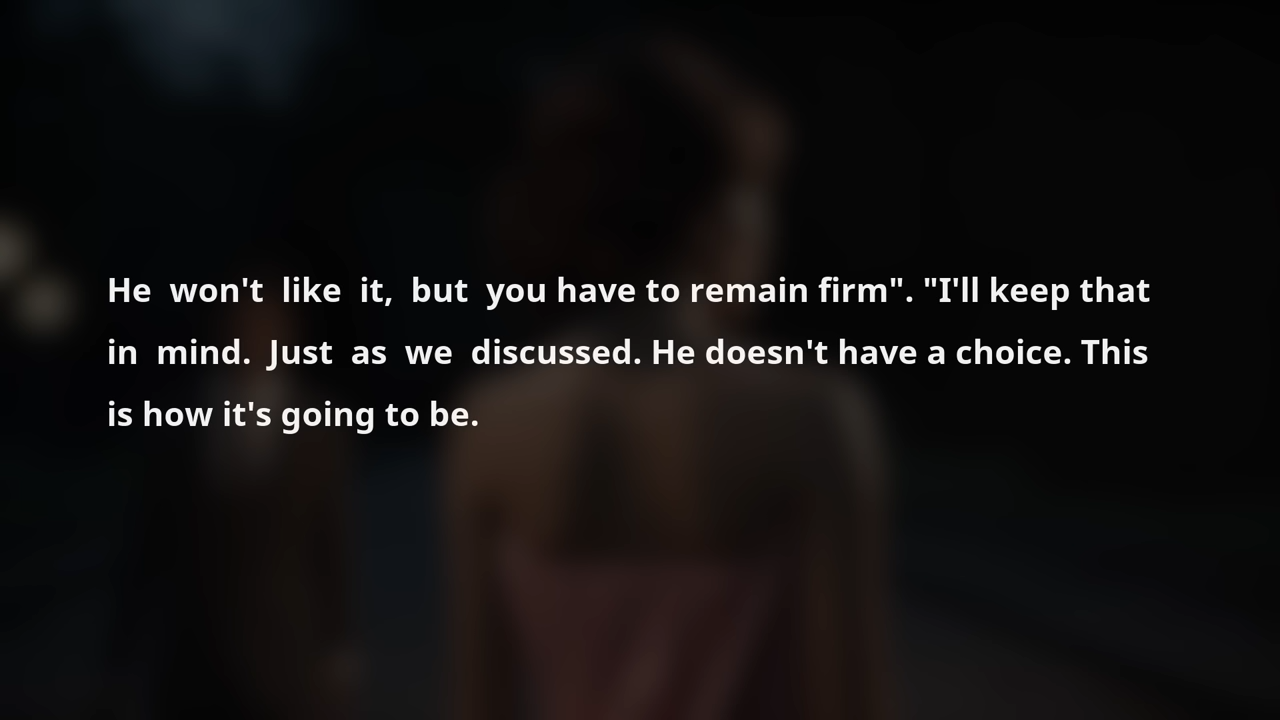 He won't like it, but you have to remain firm". "I'll keep that
in mind. Just as we discussed. He doesn't have a choice. This
is how it's going to be.